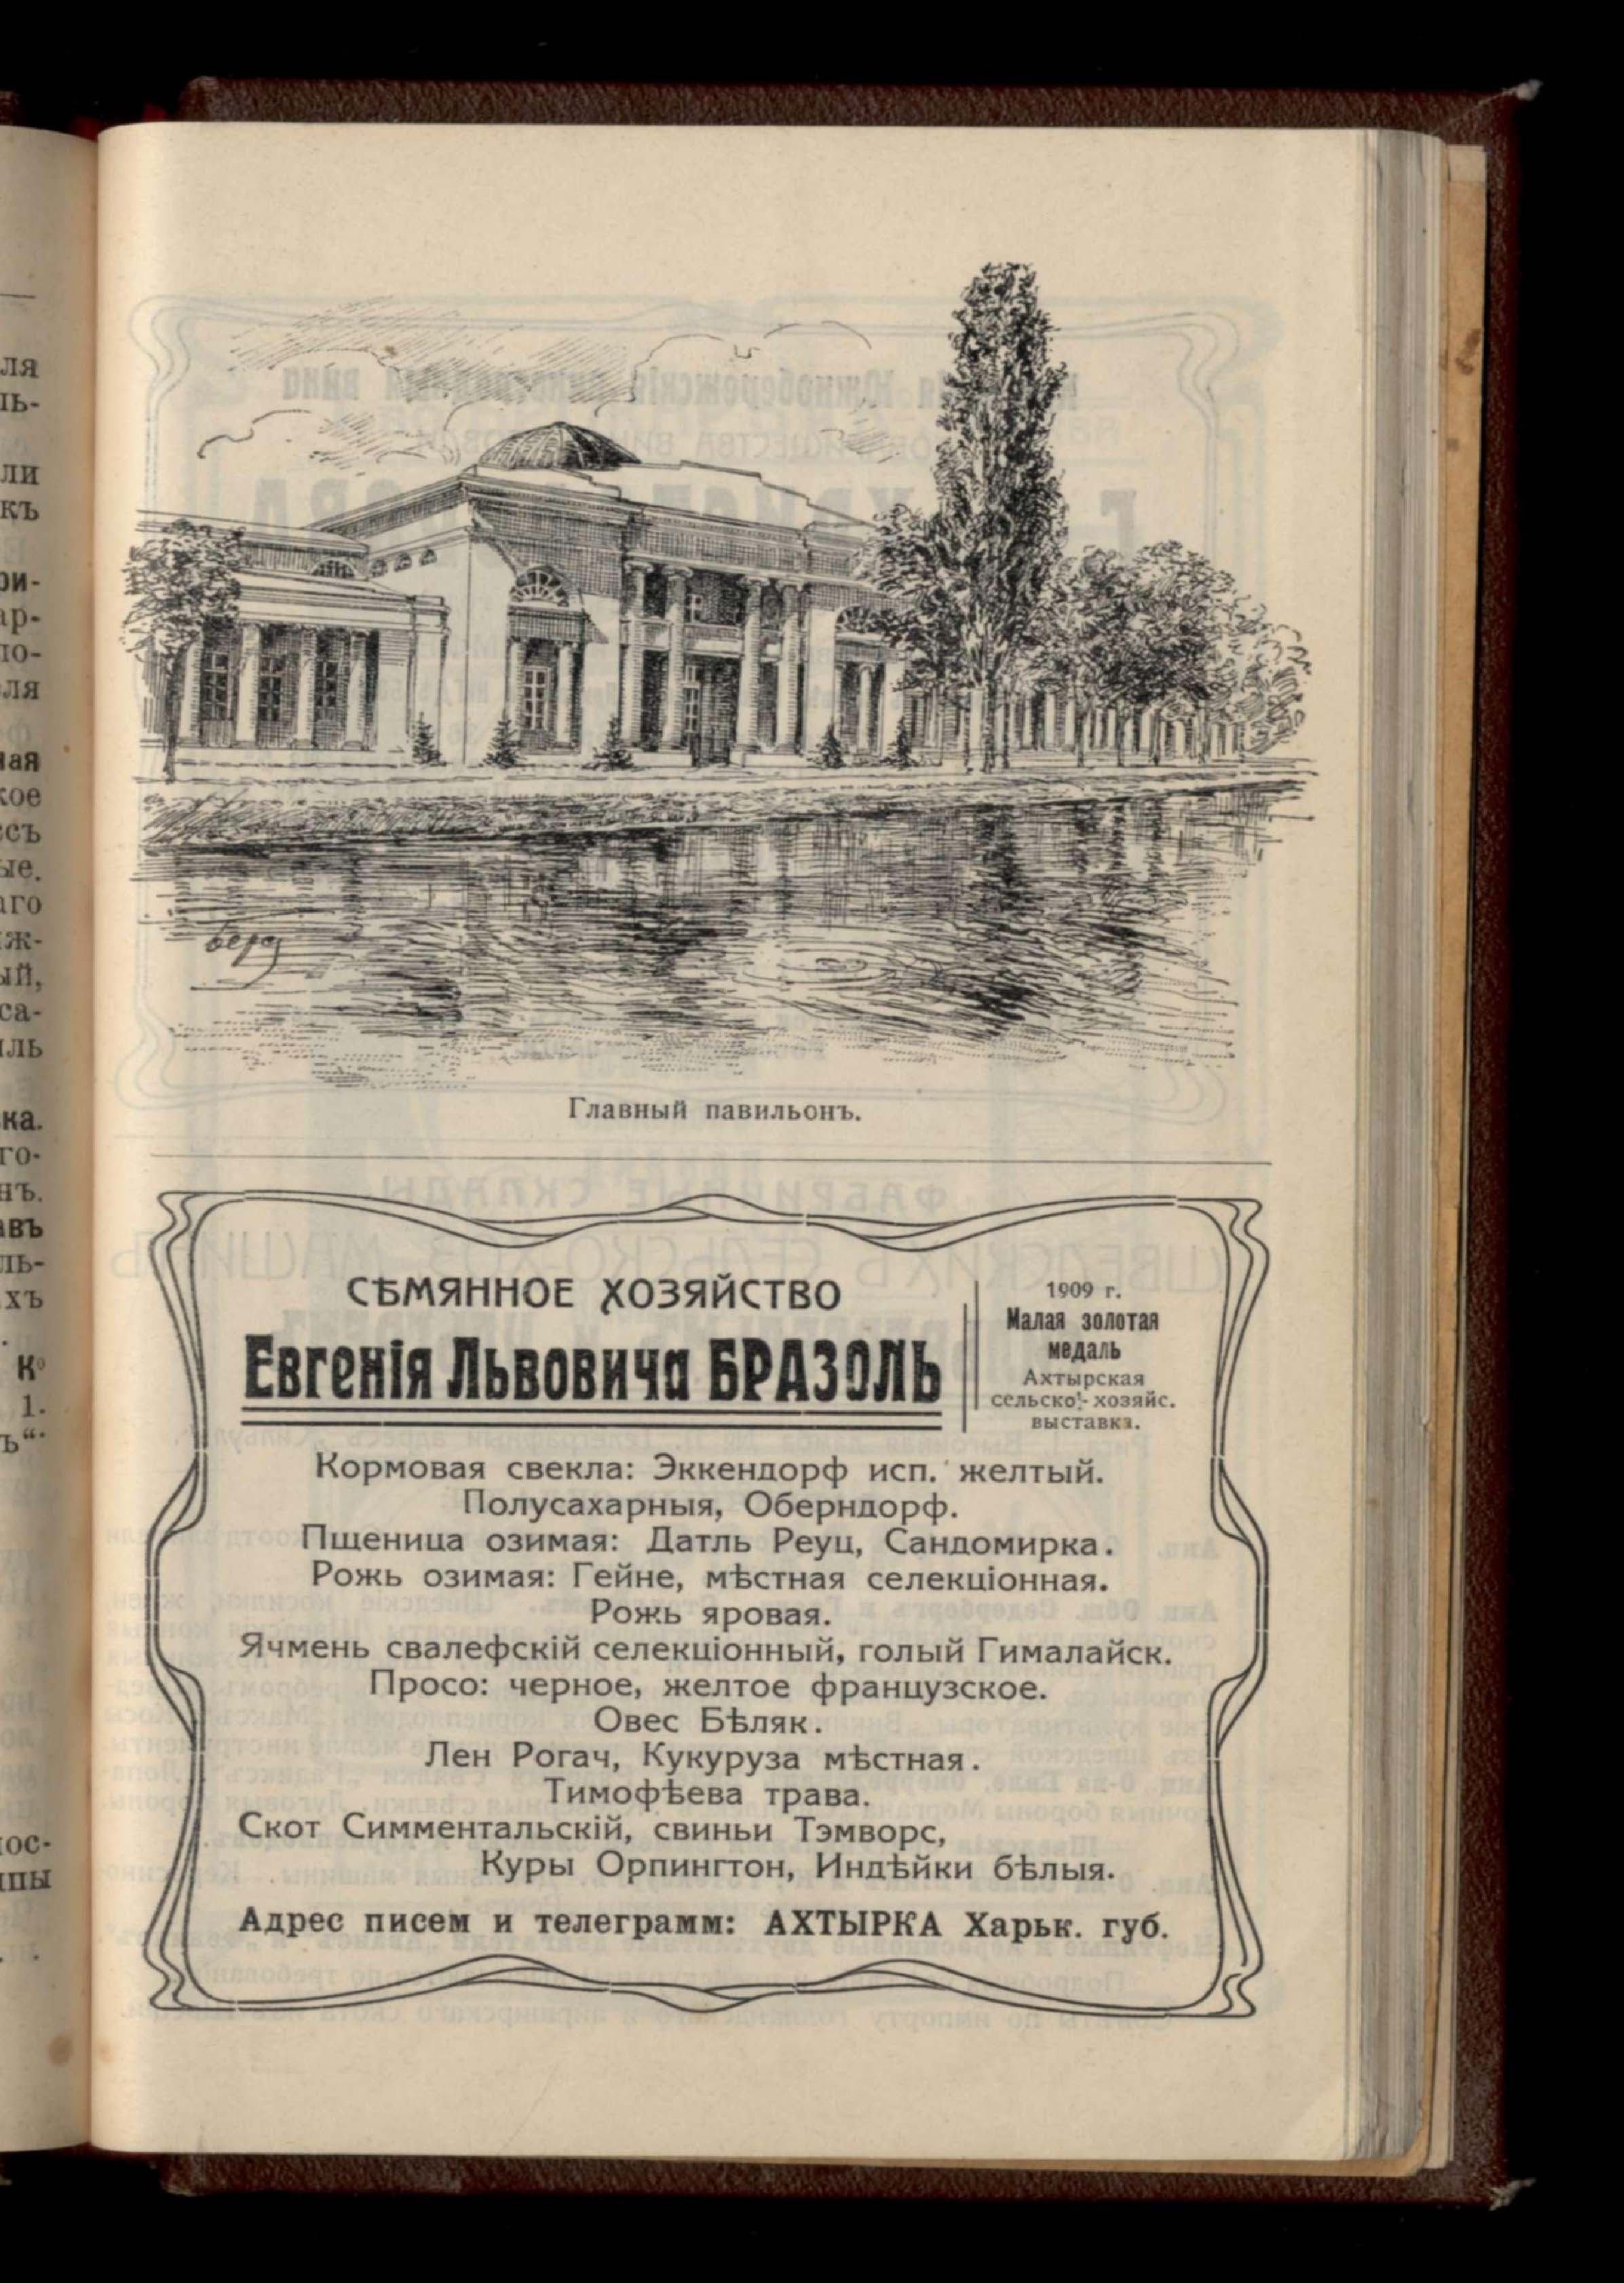 Главный павильонъ.
СѢМЯННОЕ ХОЗЯЙСТВО
Евгенія Львовича БРАЗОЛЬ
1909 г.
Малая золотая
медаль
Ахтырская
сельско-хозяйс.
выставка.
Кормовая свекла: Эккендорф исп. желтый.
Полусахарныя, Оберндорф.
Пшеница озимая: Датль Реуц, Сандомирка.
Рожь озимая: Гейне, мѣстная селекціонная.
Рожь яровая.
Ячмень свалефскій селекціонный, голый Гималайск.
Просо: черное, желтое французское.
Овес Бѣляк.
Лен Рогач, Кукуруза мѣстная.
Тимофѣева трава.
Скот Симментальскій, свиньи Тэмворс,
Куры Орпингтон, Индѣйки бѣлыя.
Адрес писем и телеграмм: АХТЫРКА Харьк. губ.